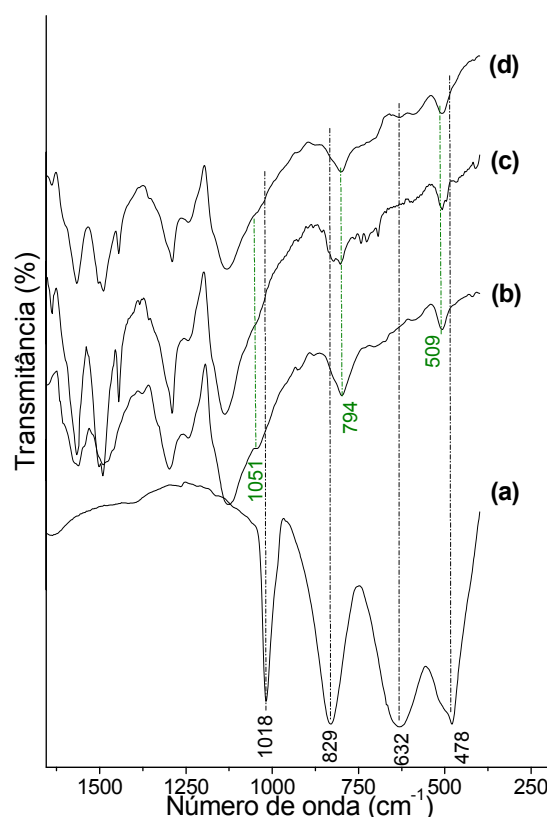 Transmitância (%)
(d)
(c)
(b)
(a)
1051
794
509
1018
829
632
478
1500 1250 1000 750 500 250
Número de onda (cm⁻¹)